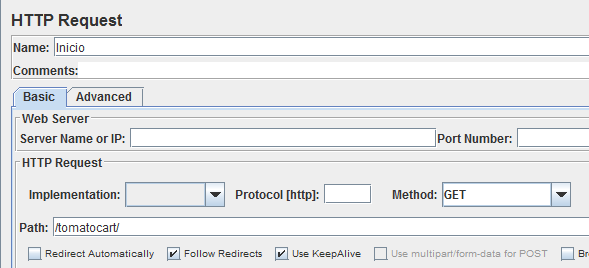 HTTP Request
Name: Inicio
Comments:
Basic Advanced
Web Server
Server Name or IP: Port Number:
HTTP Request
Implementation: Protocol [http]: Method: GET
Path: /tomatocart/
Redirect Automatically Follow Redirects Use KeepAlive Use multipart/form-data for POST Br